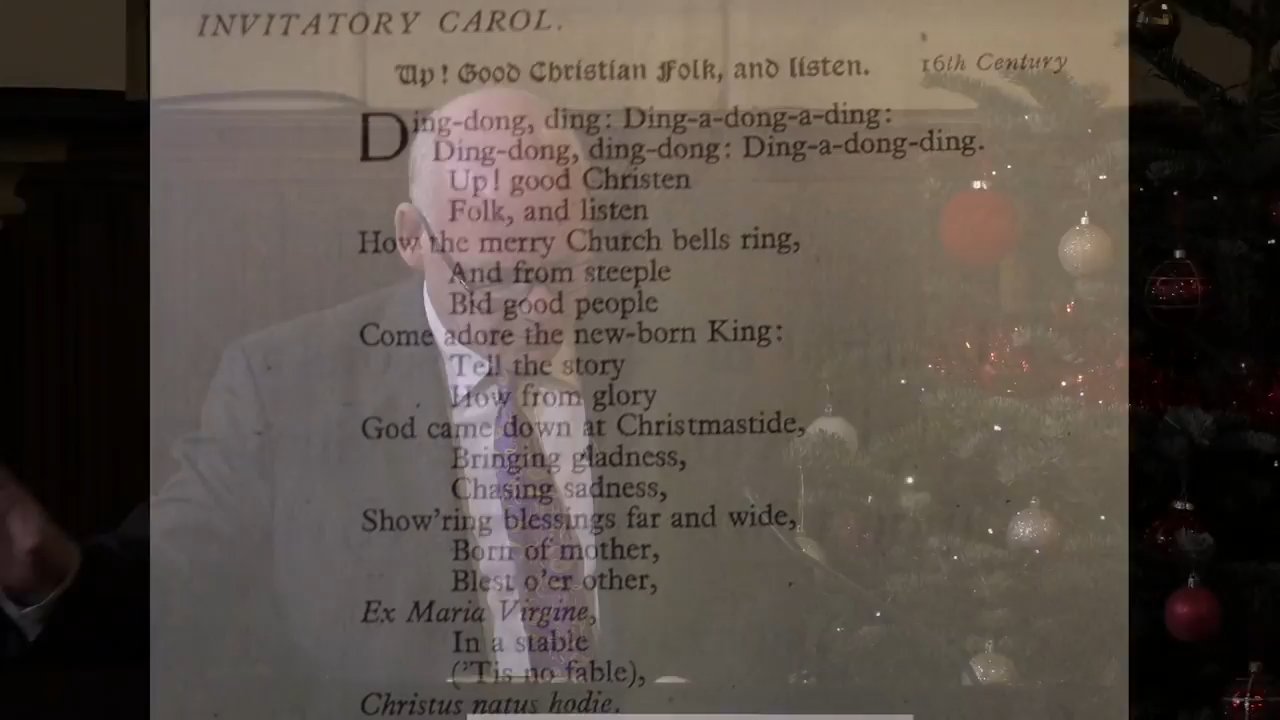 INVITATORY CAROL.
Up! Good Christian Folk, and listen. 16th Century
Ding-dong, ding: Ding-a-dong-a-ding:
Ding-dong, ding-dong: Ding-a-dong-ding.
Up! good Christen
Folk, and listen
How the merry Church bells ring,
And from steeple
Bid good people
Come adore the new-born King:
Tell the story
How from glory
God came down at Christmastide,
Bringing gladness,
Chasing sadness,
Show'ring blessings far and wide,
Born of mother,
Blest o'er other,
Ex Maria Virgine,
In a stable
('Tis no fable),
Christus natus hodie.